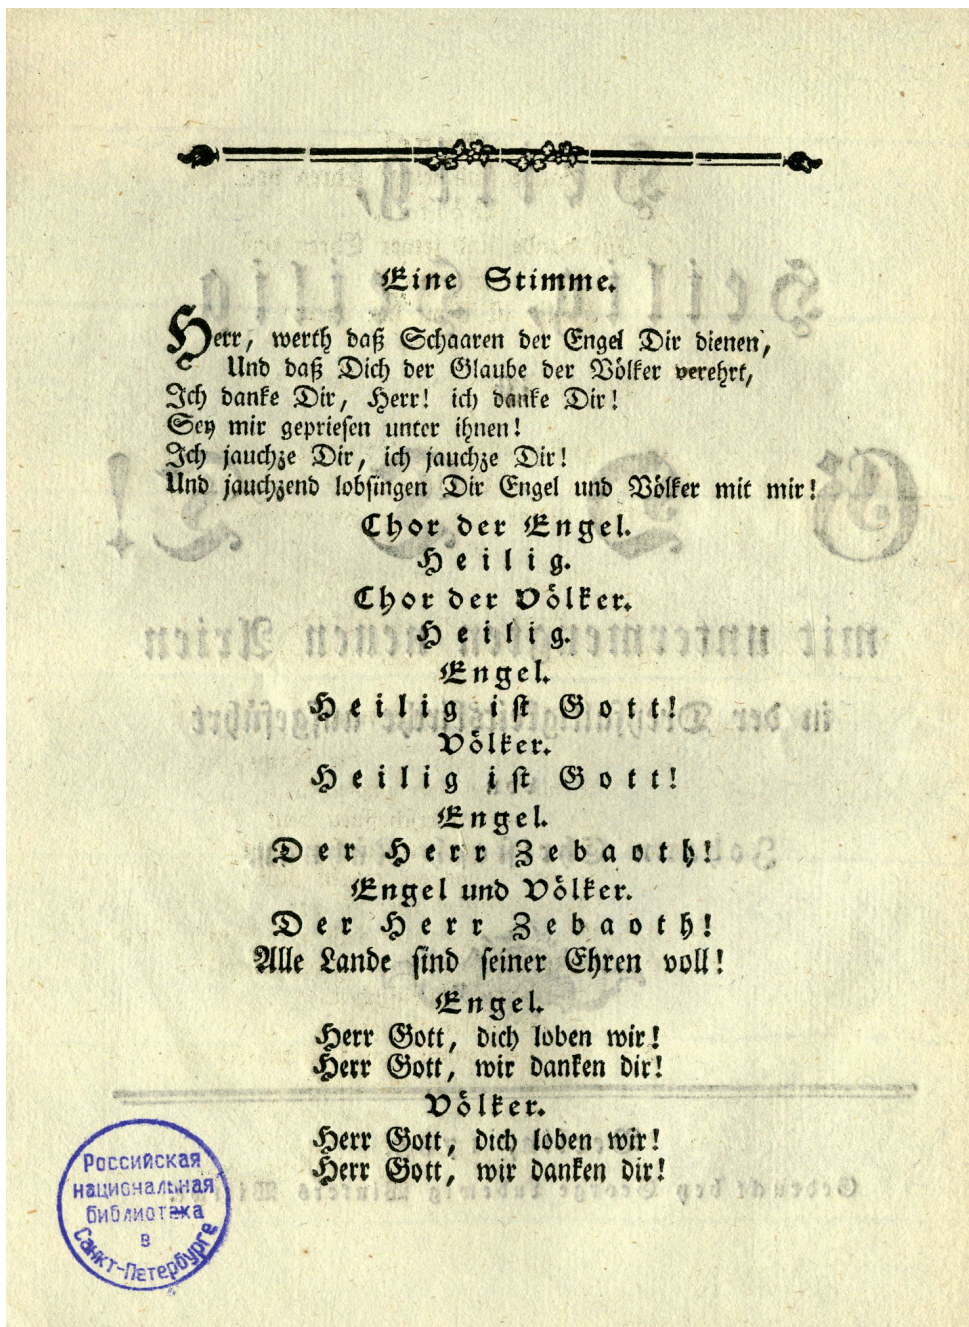 Eine Stimme.
Herr, werth daß Schaaren der Engel Dir dienen,
Und daß Dich der Glaube der Völker verehrt,
Ich danke Dir, Herr! ich danke Dir!
Sey mir gepriesen unter ihnen!
Ich jauchze Dir, ich jauchze Dir!
Und jauchzend lobsingen Dir Engel und Völker mit mir!
Chor der Engel.
Heilig.
Chor der Völker.
Heilig.
Engel.
Heilig ist Gott!
Völker.
Heilig ist Gott!
Engel.
Der Herr Zebaoth!
Engel und Völker.
Der Herr Zebaoth!
Alle Lande sind seiner Ehren voll!
Engel.
Herr Gott, dich loben wir!
Herr Gott, wir danken dir!
Völker.
Herr Gott, dich loben wir!
Herr Gott, wir danken dir!
Российская
национальная
библиотека
в
Санкт-Петербурге